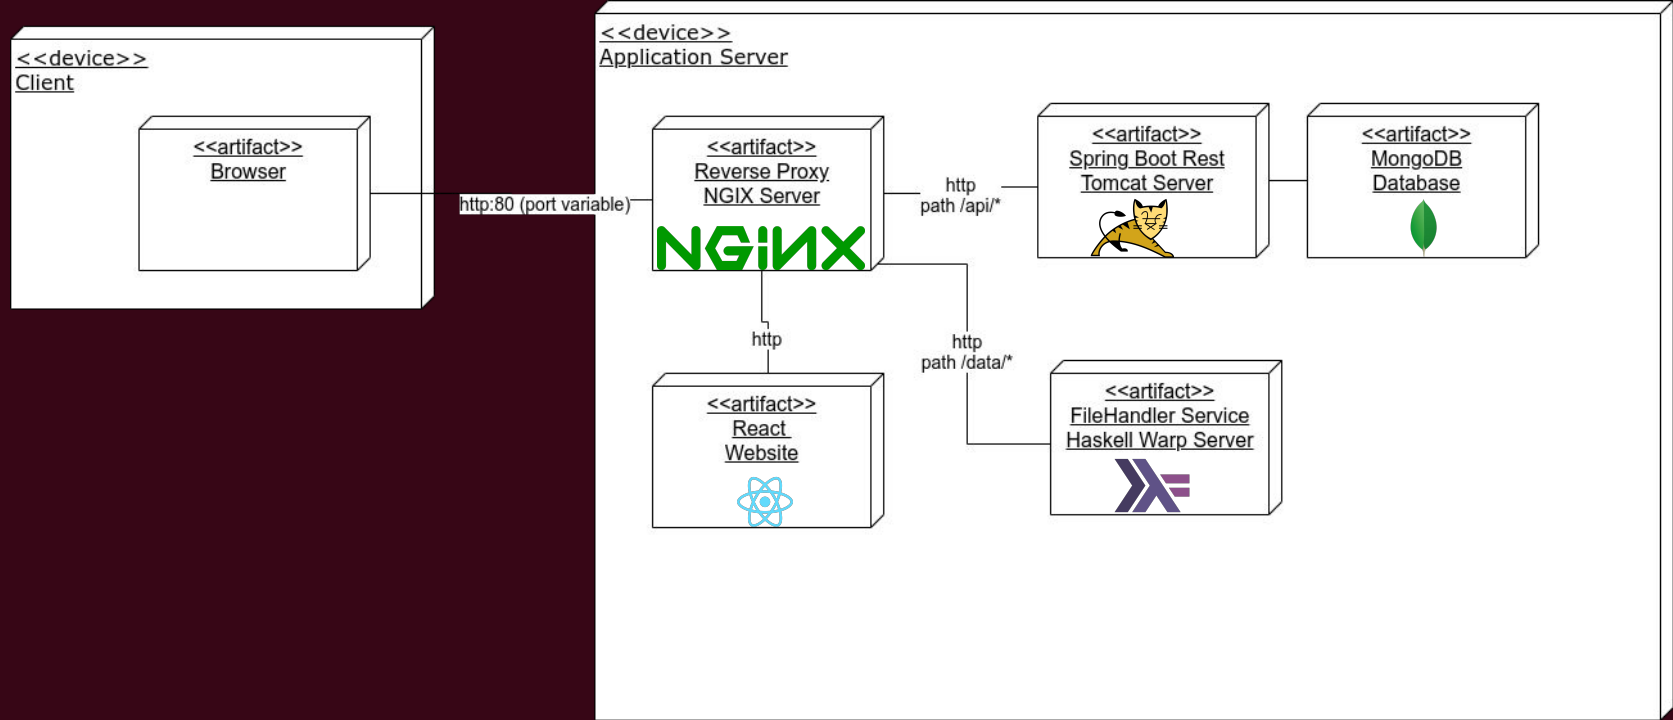 <<device>>
Client
<<artifact>>
Browser
http:80 (port variable)
<<device>>
Application Server
<<artifact>>
Reverse Proxy
NGIX Server
NGiNX
http
path /api/*
<<artifact>>
Spring Boot Rest
Tomcat Server
<<artifact>>
MongoDB
Database
http
http
path /data/*
<<artifact>>
React
Website
<<artifact>>
FileHandler Service
Haskell Warp Server